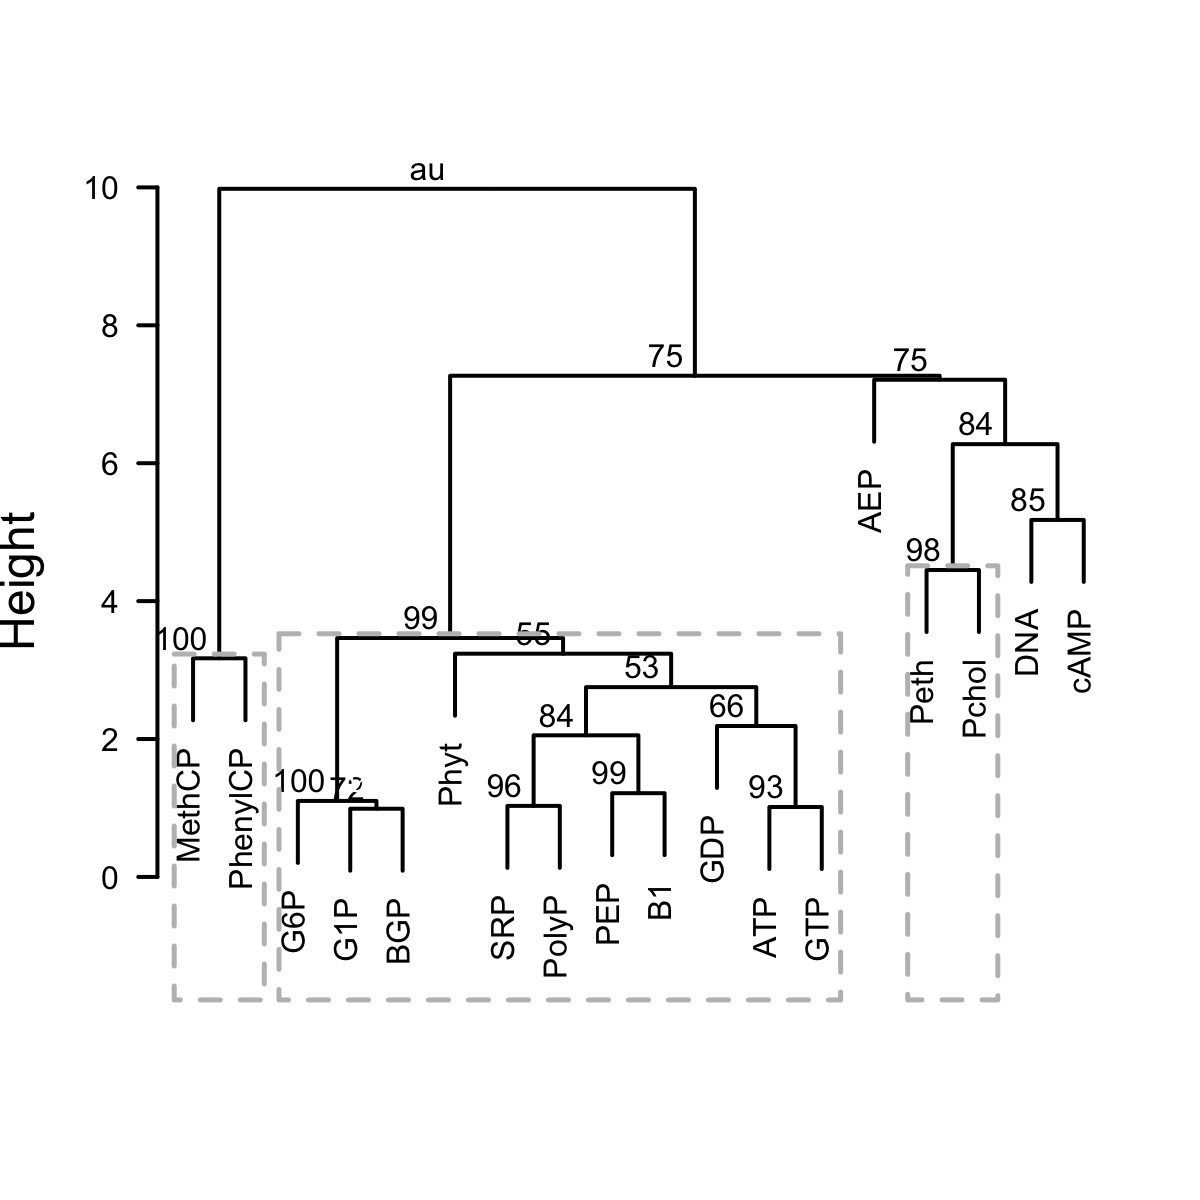 au
10
75
75
8
84
6
85
98
4
99
55
100
53
66
84
2
99
96
93
100
72
0
Height
AEP
DNA
cAMP
Peth
Pchol
Phyt
MethCP
PhenylCP
GDP
G6P
G1P
BGP
SRP
PolyP
PEP
B1
ATP
GTP